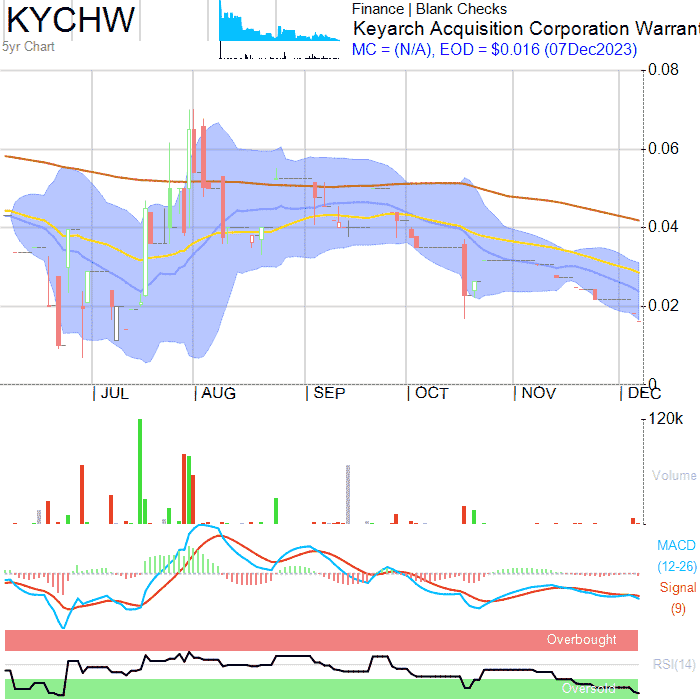 KYCHW
5yr Chart
Finance | Blank Checks
Keyarch Acquisition Corporation Warrant
MC = (N/A), EOD = $0.016 (07Dec2023)
0.08
0.06
0.04
0.02
0
JUL
AUG
SEP
OCT
NOV
DEC
120k
Volume
MACD
(12-26)
Signal
(9)
Overbought
RSI(14)
Oversold